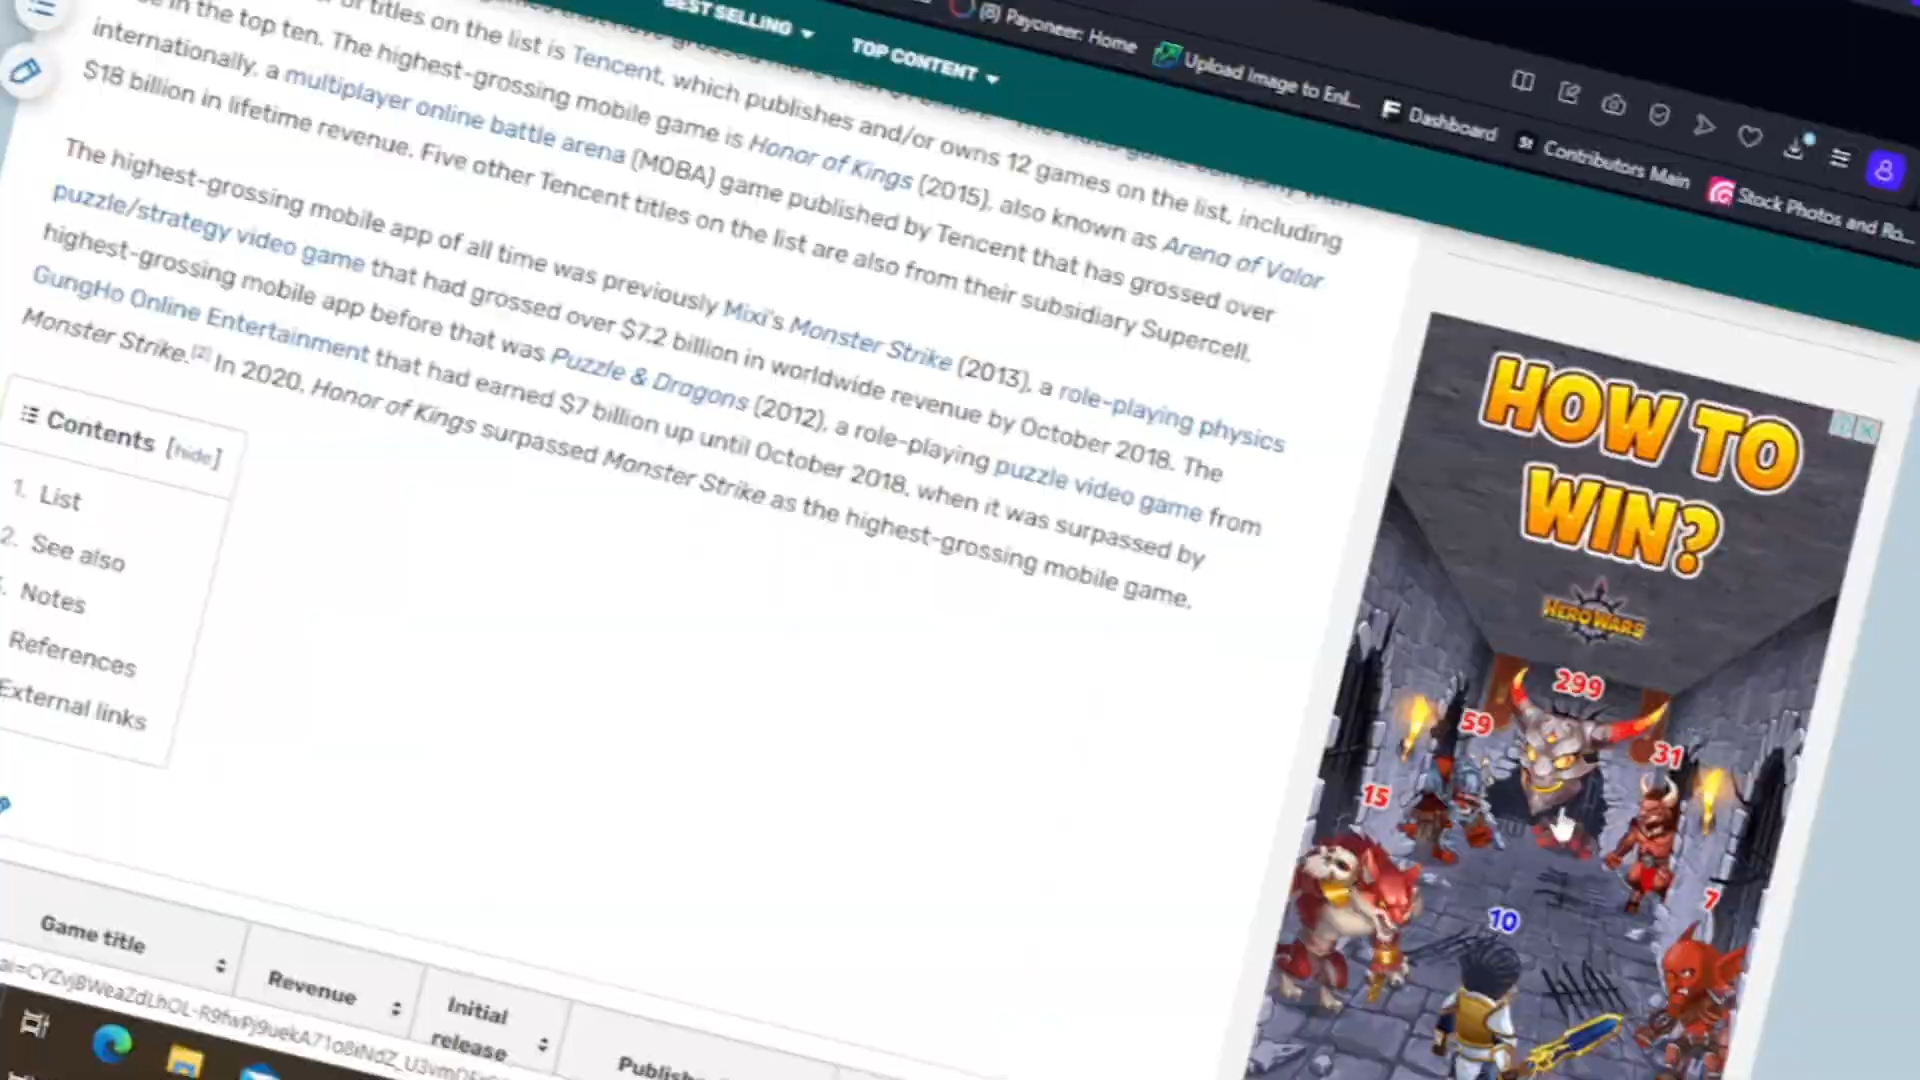 (8) Payoneer: Home
Upload Image to Enl...
Dashboard
Contributors Main
Stock Photos and Ro...
BEST SELLING
TOP CONTENT
of titles on the list is Tencent, which publishes and/or owns 12 games on the list, including
in the top ten. The highest-grossing mobile game is Honor of Kings (2015), also known as Arena of Valor
internationally, a multiplayer online battle arena (MOBA) game published by Tencent that has grossed over
$18 billion in lifetime revenue. Five other Tencent titles on the list are also from their subsidiary Supercell.
The highest-grossing mobile app of all time was previously Mixi's Monster Strike (2013), a role-playing physics
puzzle/strategy video game that had grossed over $7.2 billion in worldwide revenue by October 2018. The
highest-grossing mobile app before that was Puzzle & Dragons (2012), a role-playing puzzle video game from
GungHo Online Entertainment that had earned $7 billion up until October 2018, when it was surpassed by
Monster Strike.[2] In 2020, Honor of Kings surpassed Monster Strike as the highest-grossing mobile game.
Contents [hide]
1. List
2. See also
. Notes
References
External links
Game title
Revenue
Initial
release
HOW TO
WIN?
HERO WARS
299
59
31
15
7
10